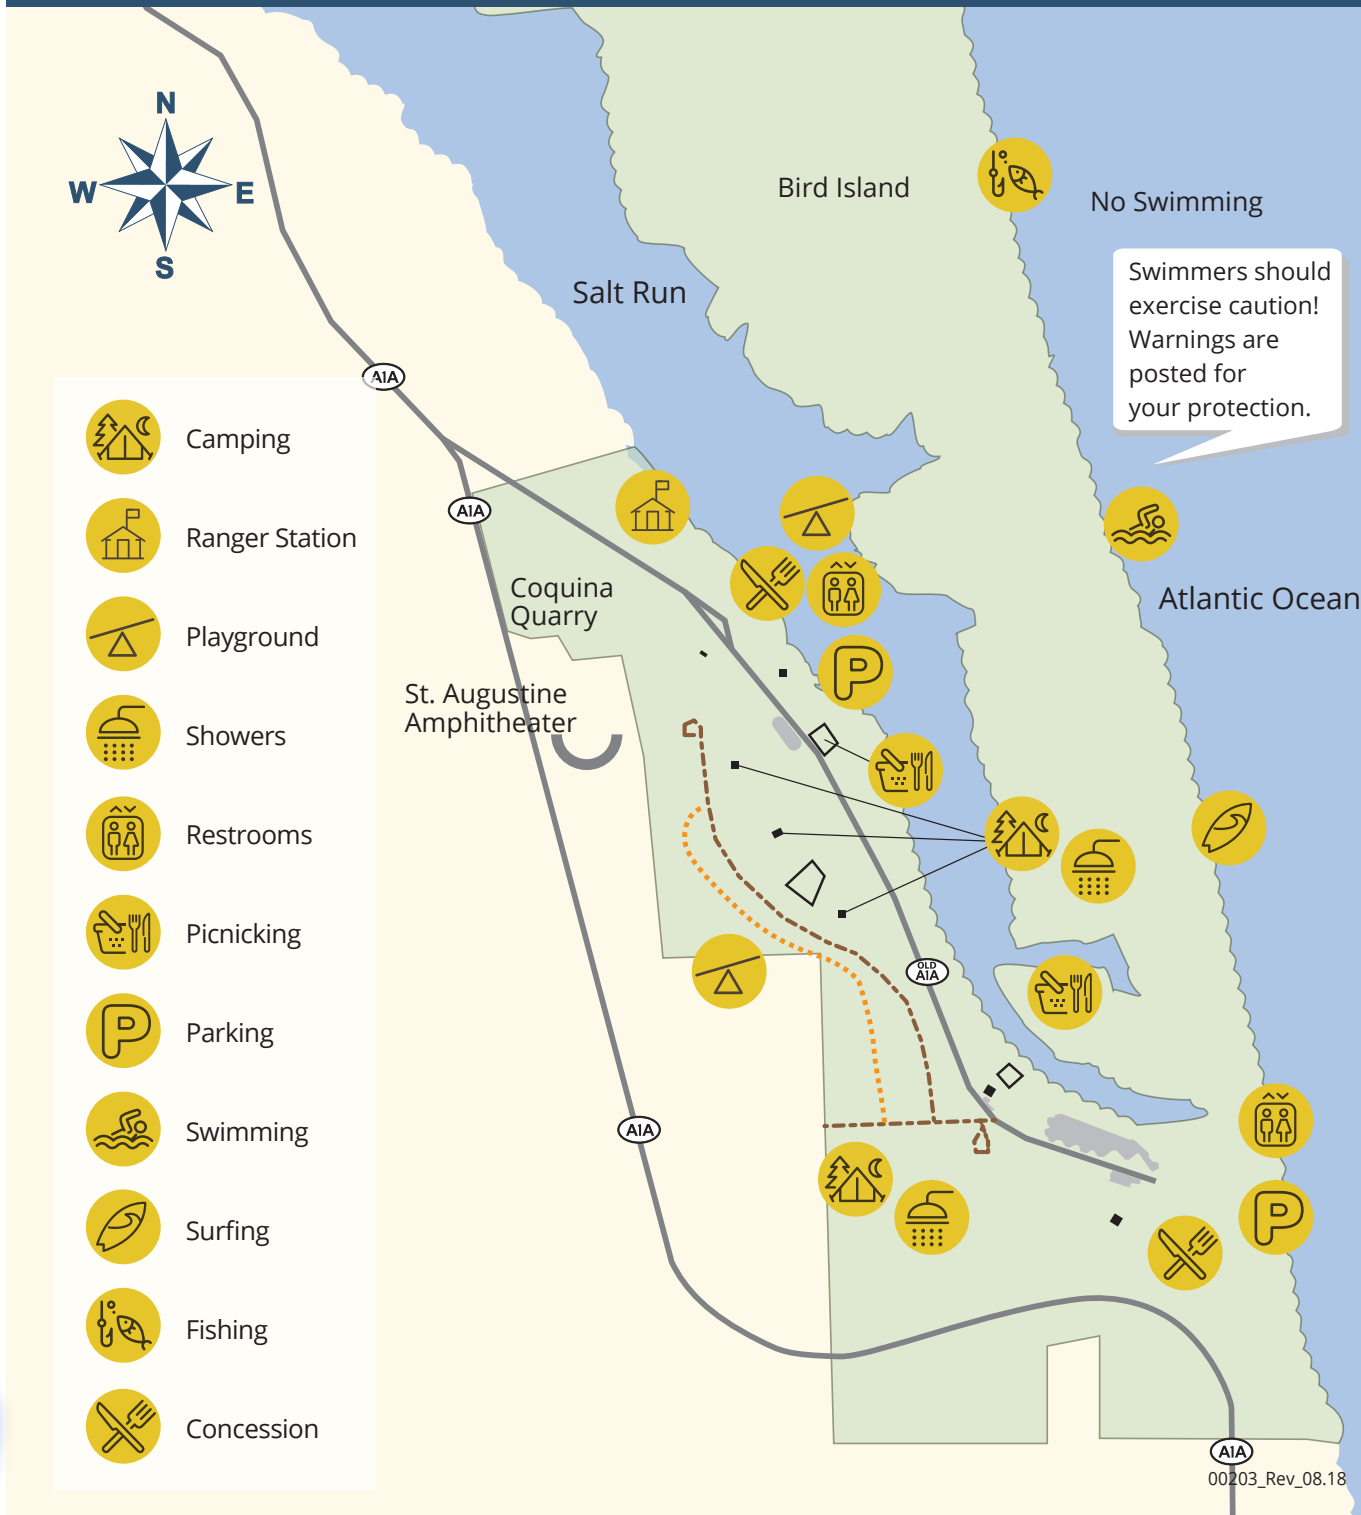 N
W
E
S
Bird Island
No Swimming
Swimmers should
exercise caution!
Warnings are
posted for
your protection.
Salt Run
A1A
A1A
Camping
Ranger Station
Playground
Showers
Restrooms
Picnicking
Parking
Swimming
Surfing
Fishing
Concession
Coquina
Quarry
Atlantic Ocean
St. Augustine
Amphitheater
P
P
P
OLD
A1A
A1A
A1A
00203_Rev_08.18